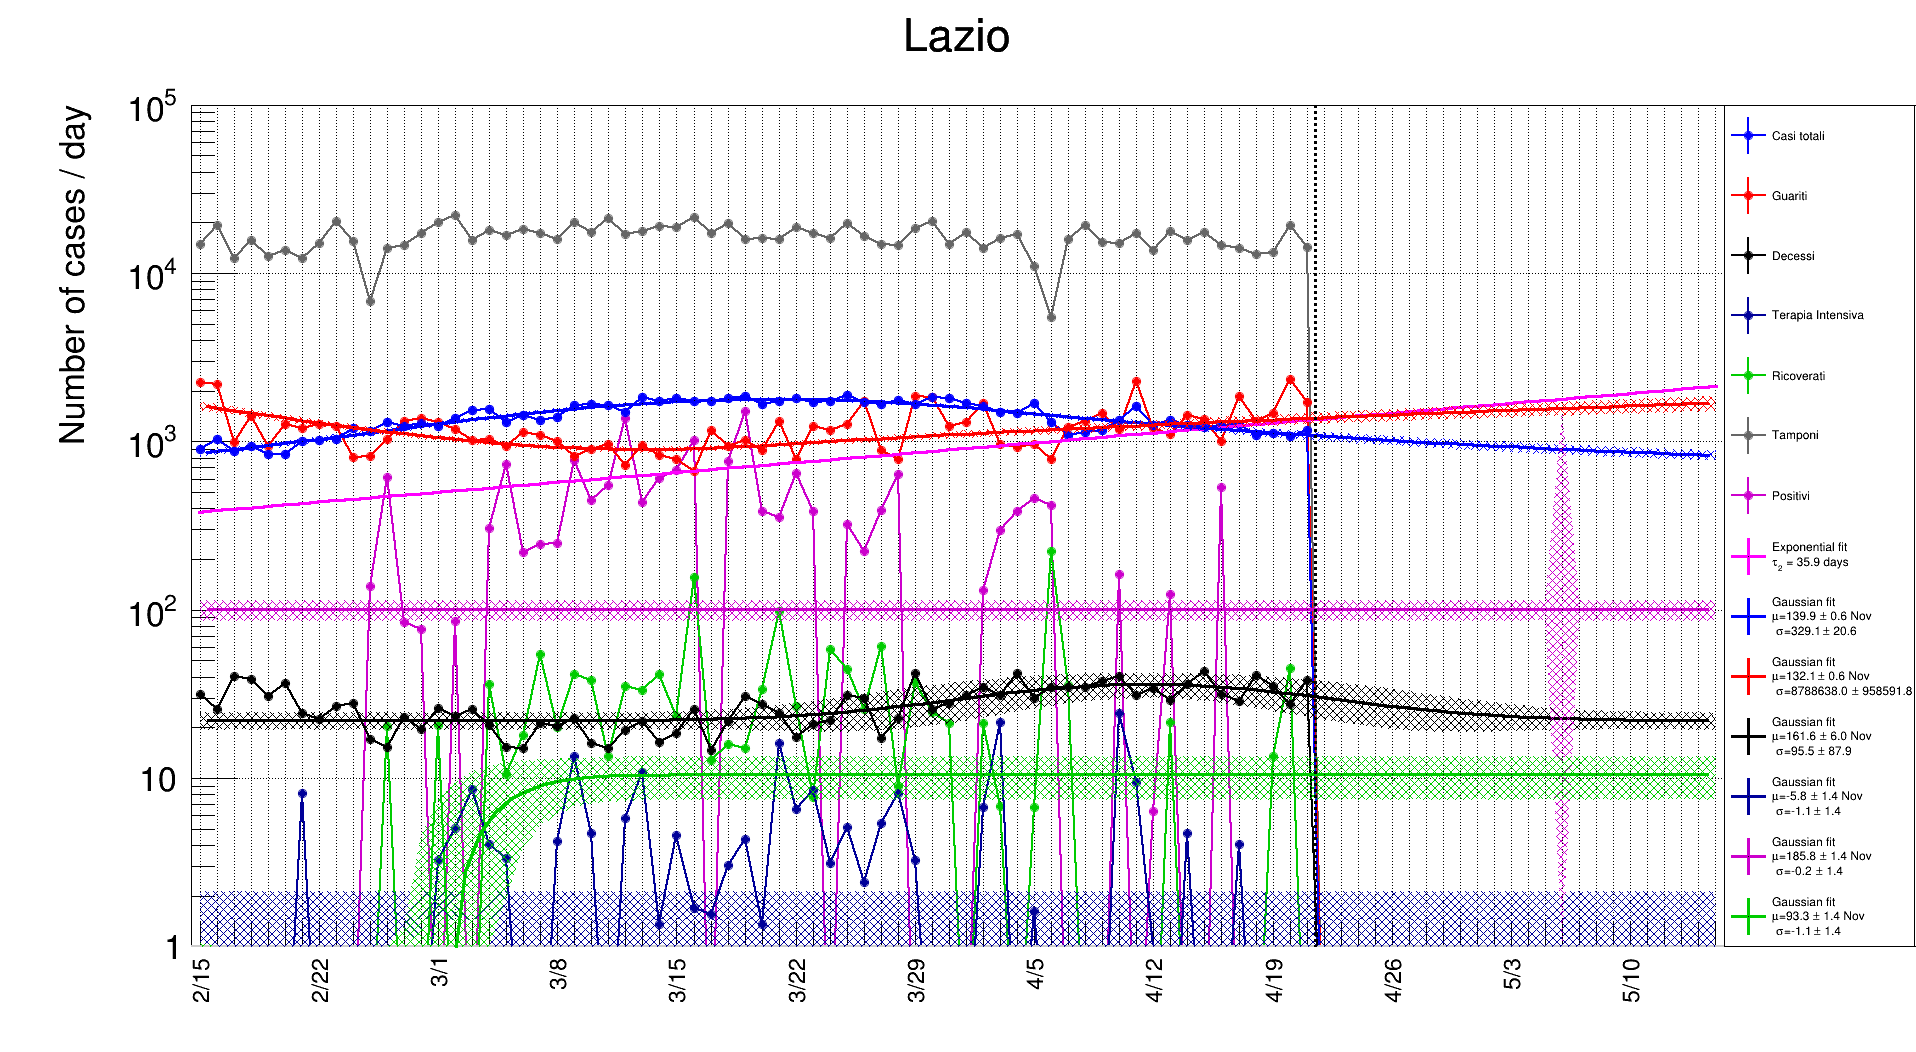 Lazio
Number of cases / day
10^5
10^4
10^3
10^2
10
1
2/15 2/22 3/1 3/8 3/15 3/22 3/29 4/5 4/12 4/19 4/26 5/3 5/10
Casi totali
Guariti
Decessi
Terapia Intensiva
Ricoverati
Tamponi
Positivi
Exponential fit
τ_2 = 35.9 days
Gaussian fit
μ=139.9 ± 0.6 Nov
σ=329.1 ± 20.6
Gaussian fit
μ=132.1 ± 0.6 Nov
σ=8788638.0 ± 958591.8
Gaussian fit
μ=161.6 ± 6.0 Nov
σ=95.5 ± 87.9
Gaussian fit
μ=-5.8 ± 1.4 Nov
σ=-1.1 ± 1.4
Gaussian fit
μ=185.8 ± 1.4 Nov
σ=-0.2 ± 1.4
Gaussian fit
μ=93.3 ± 1.4 Nov
σ=-1.1 ± 1.4